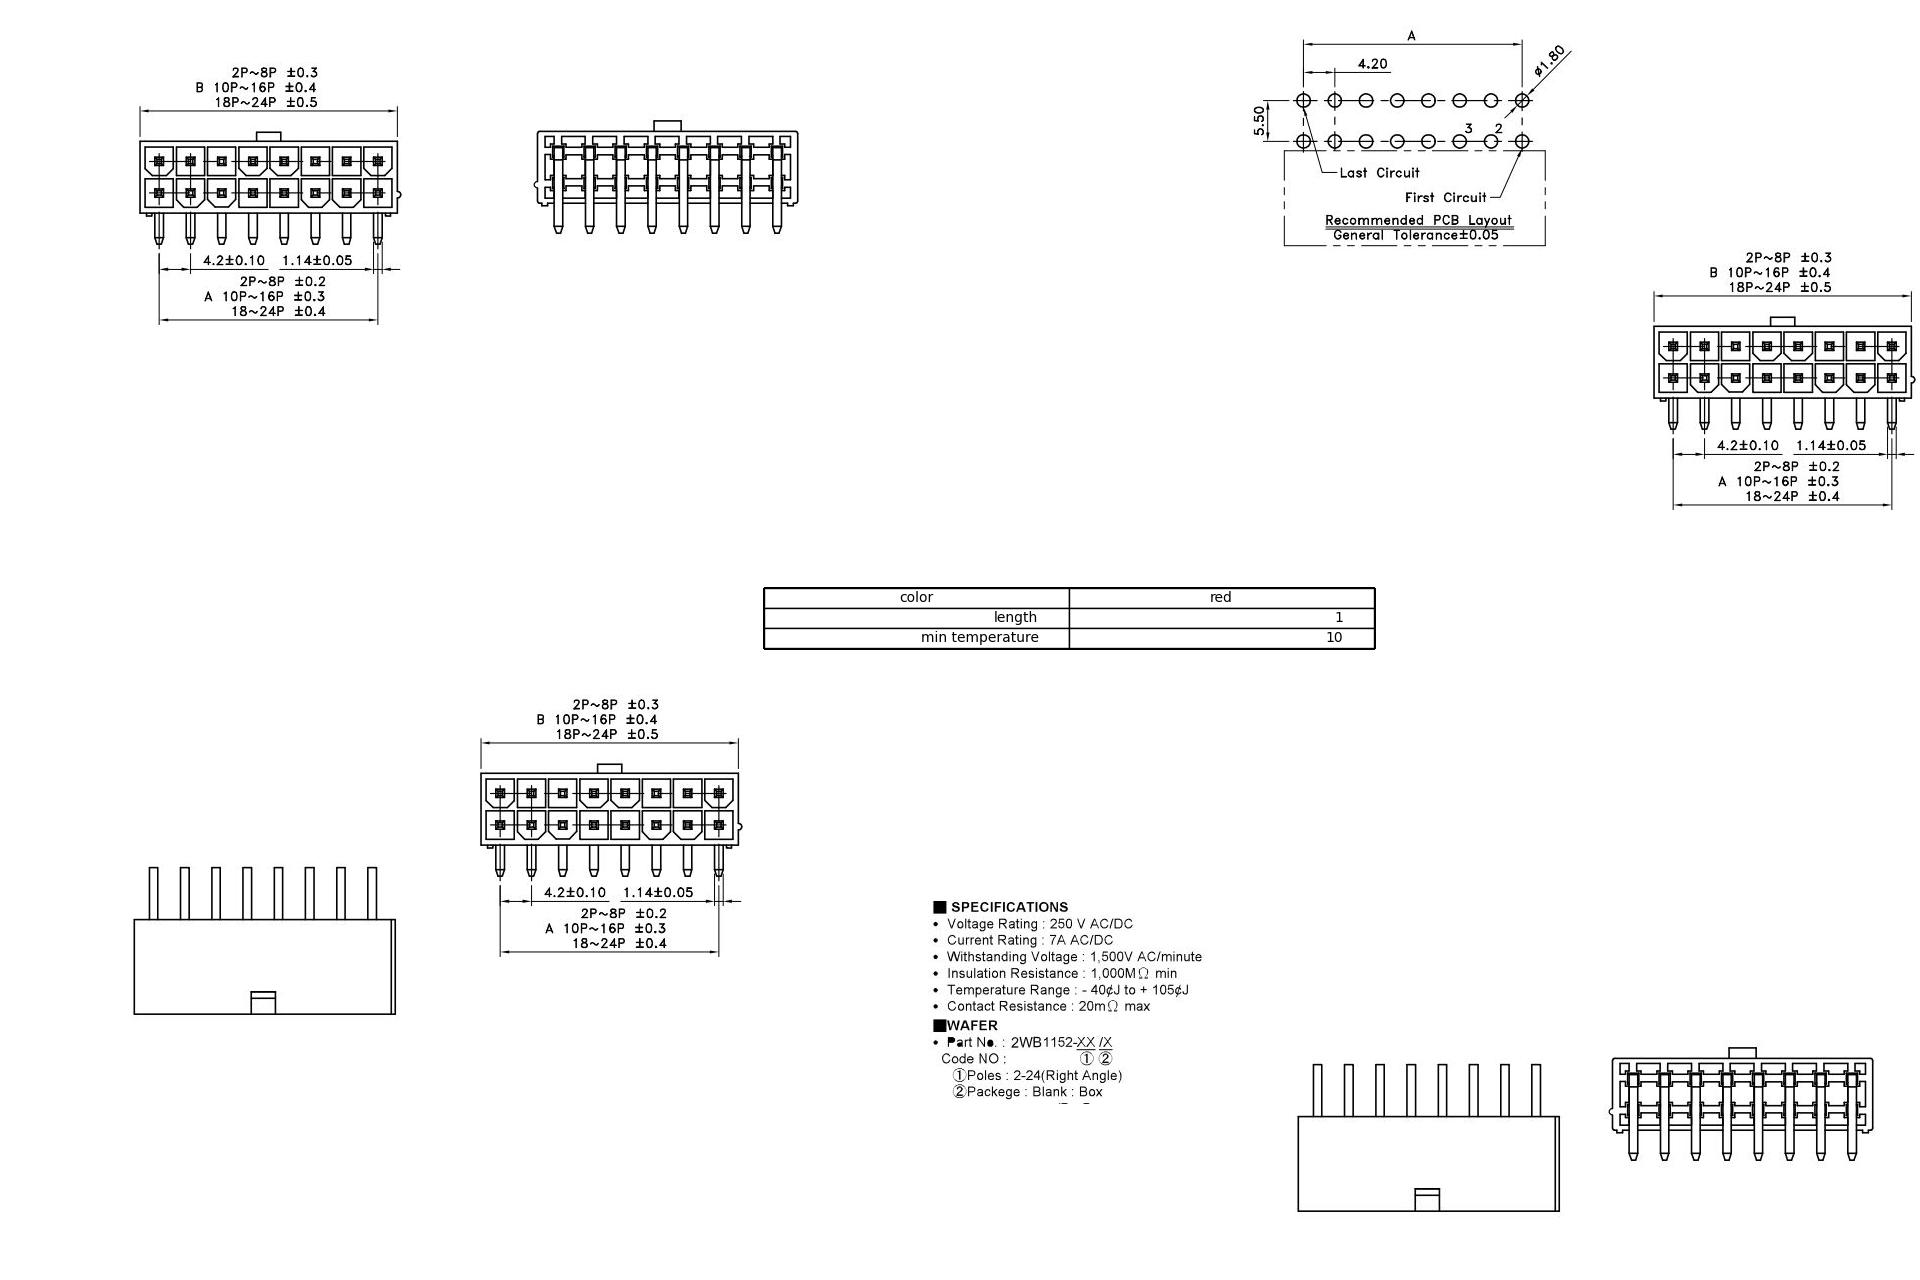 2P~8P ±0.3
B 10P~16P ±0.4
18P~24P ±0.5
4.2±0.10 1.14±0.05
2P~8P ±0.2
A 10P~16P ±0.3
18~24P ±0.4
A
4.20
ø1.80
5.50
3 2
Last Circuit
First Circuit
Recommended PCB Layout
General Tolerance±0.05
2P~8P ±0.3
B 10P~16P ±0.4
18P~24P ±0.5
4.2±0.10 1.14±0.05
2P~8P ±0.2
A 10P~16P ±0.3
18~24P ±0.4
color red
length 1
min temperature 10
2P~8P ±0.3
B 10P~16P ±0.4
18P~24P ±0.5
4.2±0.10 1.14±0.05
2P~8P ±0.2
A 10P~16P ±0.3
18~24P ±0.4
■ SPECIFICATIONS
• Voltage Rating : 250 V AC/DC
• Current Rating : 7A AC/DC
• Withstanding Voltage : 1,500V AC/minute
• Insulation Resistance : 1,000MΩ min
• Temperature Range : - 40¢J to + 105¢J
• Contact Resistance : 20mΩ max
■WAFER
• Part No. : 2WB1152-XX /X
Code NO : ① ②
①Poles : 2-24(Right Angle)
②Packege : Blank : Box